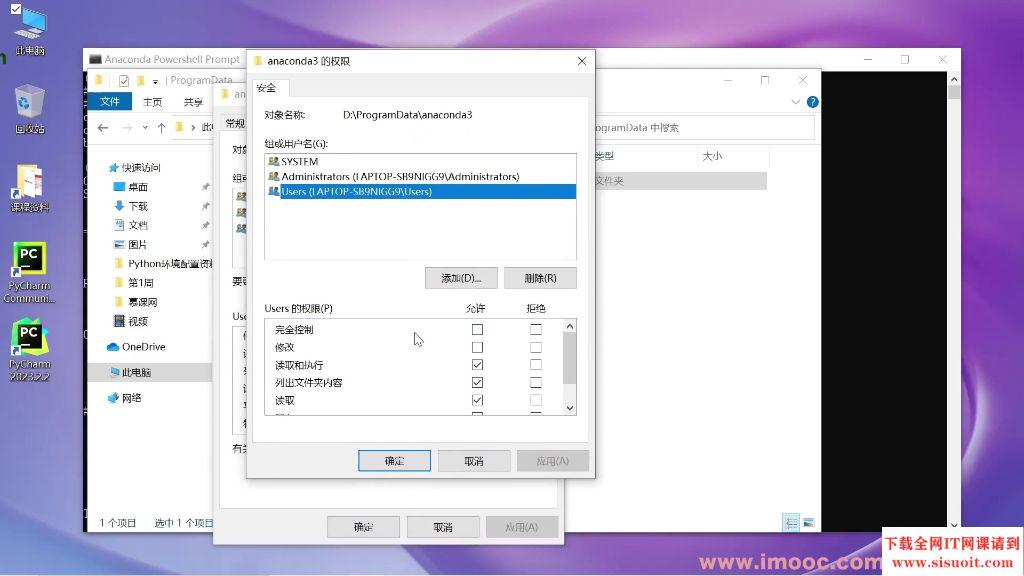 此电脑
回收站
课程资料
PyCharm
Communi...
PyCharm
2023.2.2
Anaconda Powershell Prompt
ProgramData
文件
主页
共享
常规
ogramData 中搜索
类型
大小
文件夹
快速访问
桌面
下载
文档
图片
Python环境配置资料
第1周
慕课网
视频
OneDrive
此电脑
网络
1 个项目
选中 1 个项目
anaconda3 的权限
安全
对象名称:
D:\ProgramData\anaconda3
组或用户名(G):
SYSTEM
Administrators (LAPTOP-SB9NIGG9\Administrators)
Users (LAPTOP-SB9NIGG9\Users)
添加(D)...
删除(R)
Users 的权限(P)
允许
拒绝
完全控制
修改
读取和执行
列出文件夹内容
读取
确定
取消
应用(A)
确定
取消
应用(A)
www.imooc.com
下载全网IT网课请到
www.sisuoit.com